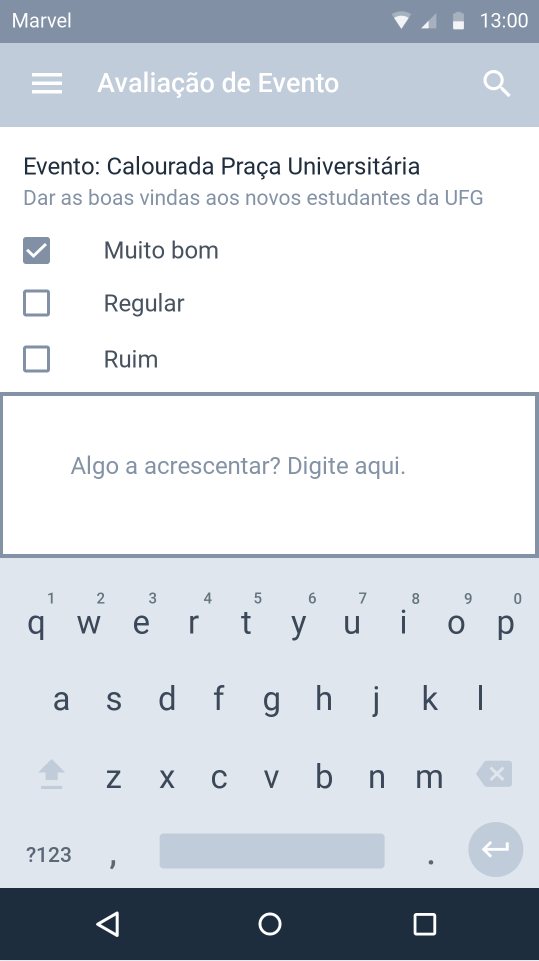 Marvel 13:00
Avaliação de Evento
Evento: Calourada Praça Universitária
Dar as boas vindas aos novos estudantes da UFG
Muito bom
Regular
Ruim
Algo a acrescentar? Digite aqui.
1 2 3 4 5 6 7 8 9 0
q w e r t y u i o p
a s d f g h j k l
z x c v b n m
?123 , .